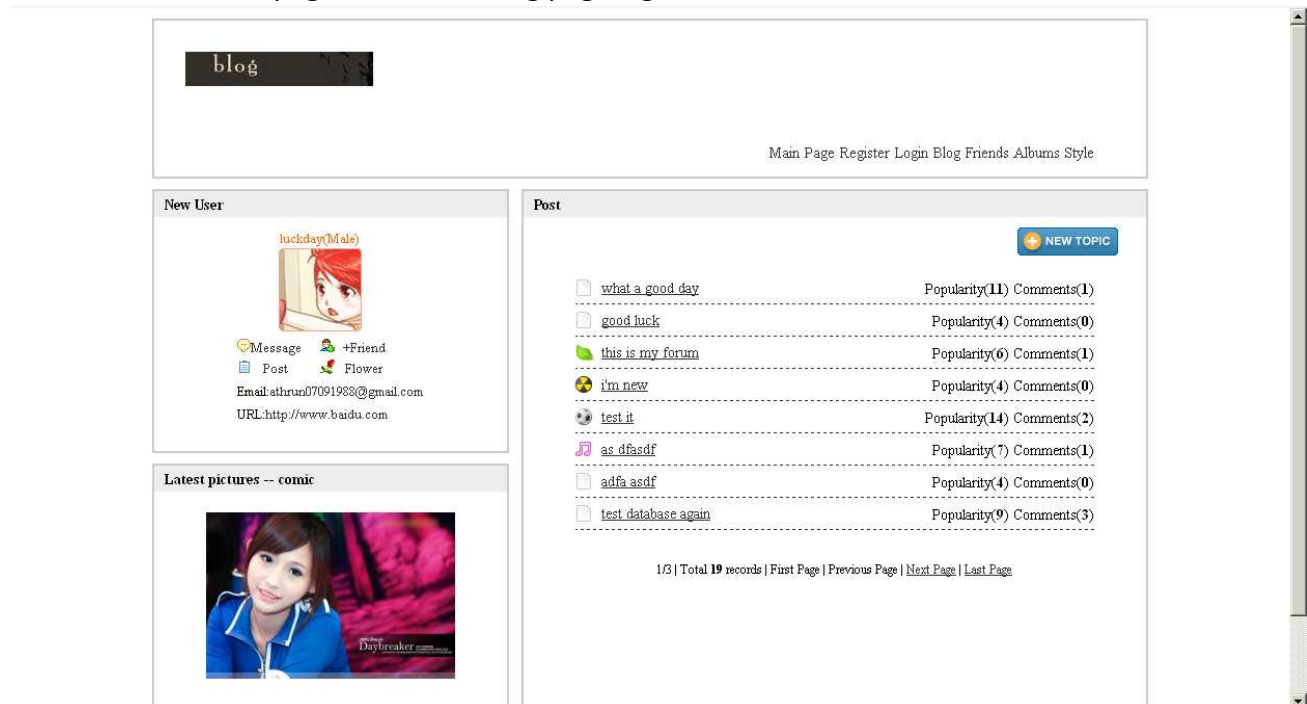 blog
Main Page Register Login Blog Friends Albums Style
New User
luckday(Male)
Message +Friend
Post Flower
Email:athrun07091988@gmail.com
URL:http://www.baidu.com
Latest pictures -- comic
Daybreaker
Post
NEW TOPIC
what a good day Popularity(11) Comments(1)
good luck Popularity(4) Comments(0)
this is my forum Popularity(6) Comments(1)
i'm new Popularity(4) Comments(0)
test it Popularity(14) Comments(2)
as dfasdf Popularity(7) Comments(1)
adfa asdf Popularity(4) Comments(0)
test database again Popularity(9) Comments(3)
1/3 | Total 19 records | First Page | Previous Page | Next Page | Last Page